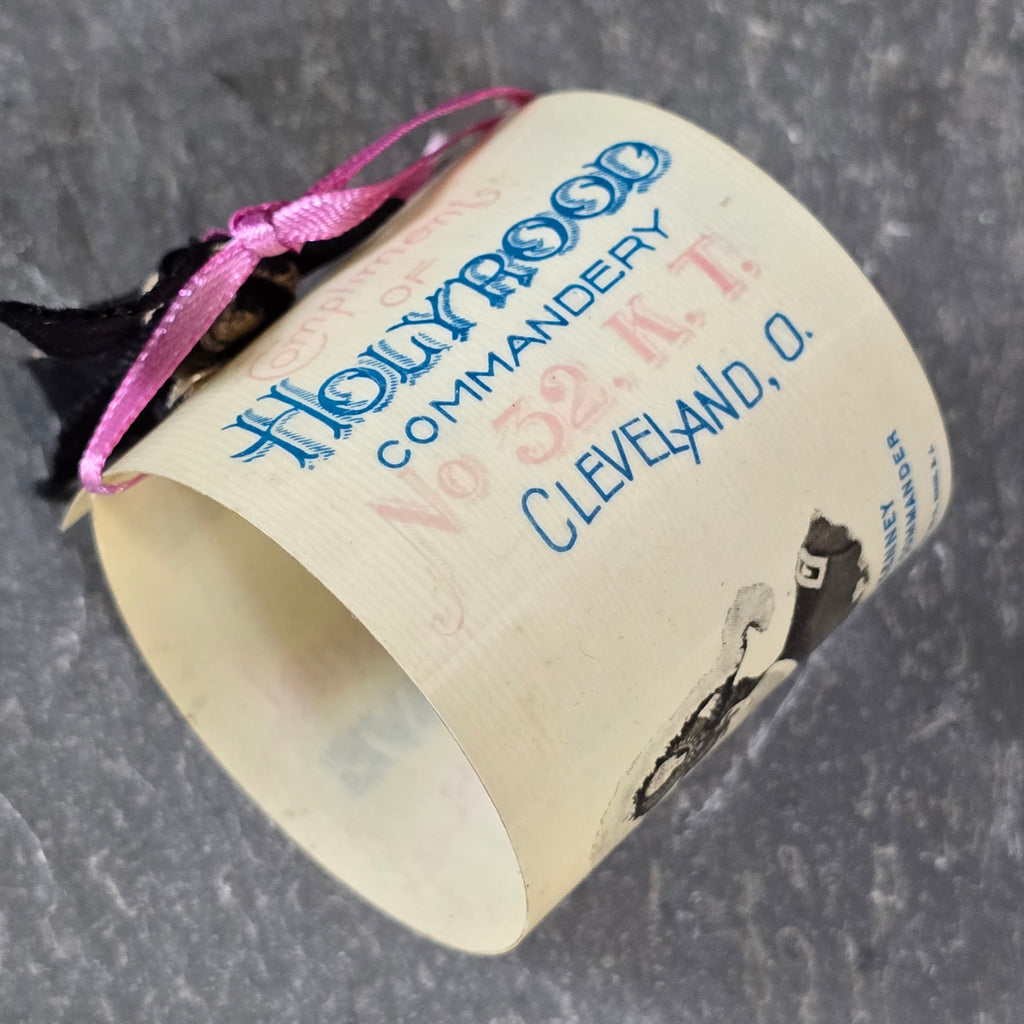 Compliments
OF
HOLYROOD
COMMANDERY
No 32. K. T.
CLEVELAND, O.
COMMANDER